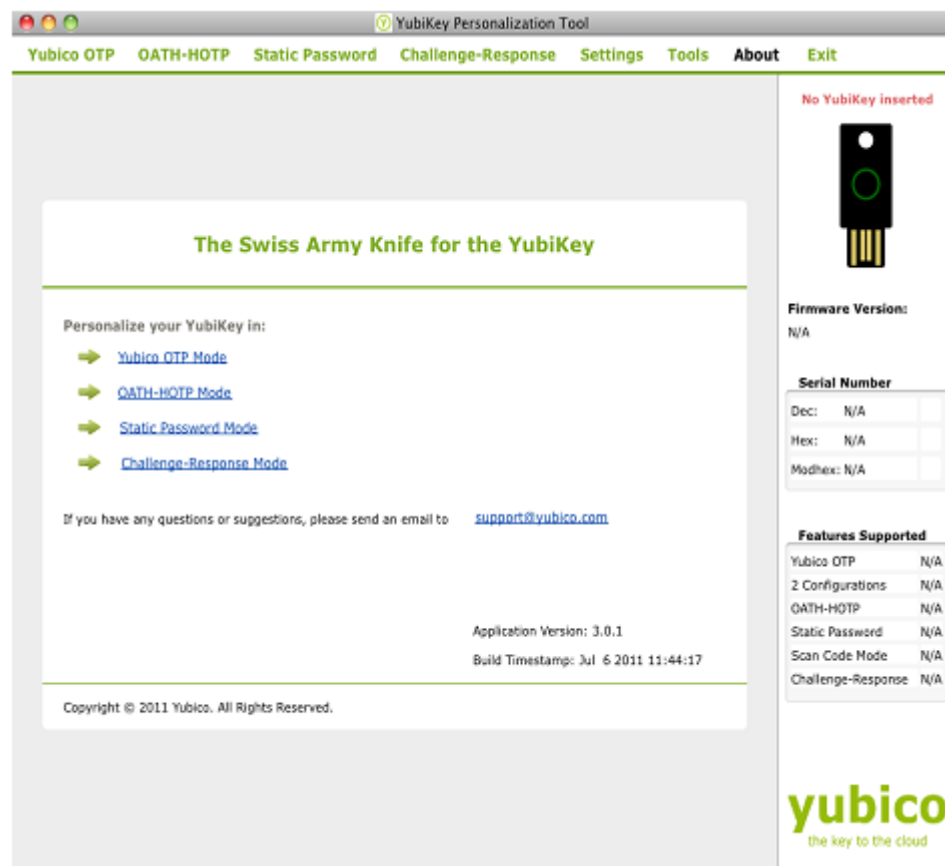 YubiKey Personalization Tool
Yubico OTP OATH-HOTP Static Password Challenge-Response Settings Tools About Exit
No YubiKey inserted
The Swiss Army Knife for the YubiKey
Personalize your YubiKey in:
Yubico OTP Mode
OATH-HOTP Mode
Static Password Mode
Challenge-Response Mode
If you have any questions or suggestions, please send an email to support@yubico.com
Application Version: 3.0.1
Build Timestamp: Jul 6 2011 11:44:17
Copyright © 2011 Yubico. All Rights Reserved.
Firmware Version:
N/A
Serial Number
Dec: N/A
Hex: N/A
Modhex: N/A
Features Supported
Yubico OTP N/A
2 Configurations N/A
OATH-HOTP N/A
Static Password N/A
Scan Code Mode N/A
Challenge-Response N/A
yubico
the key to the cloud